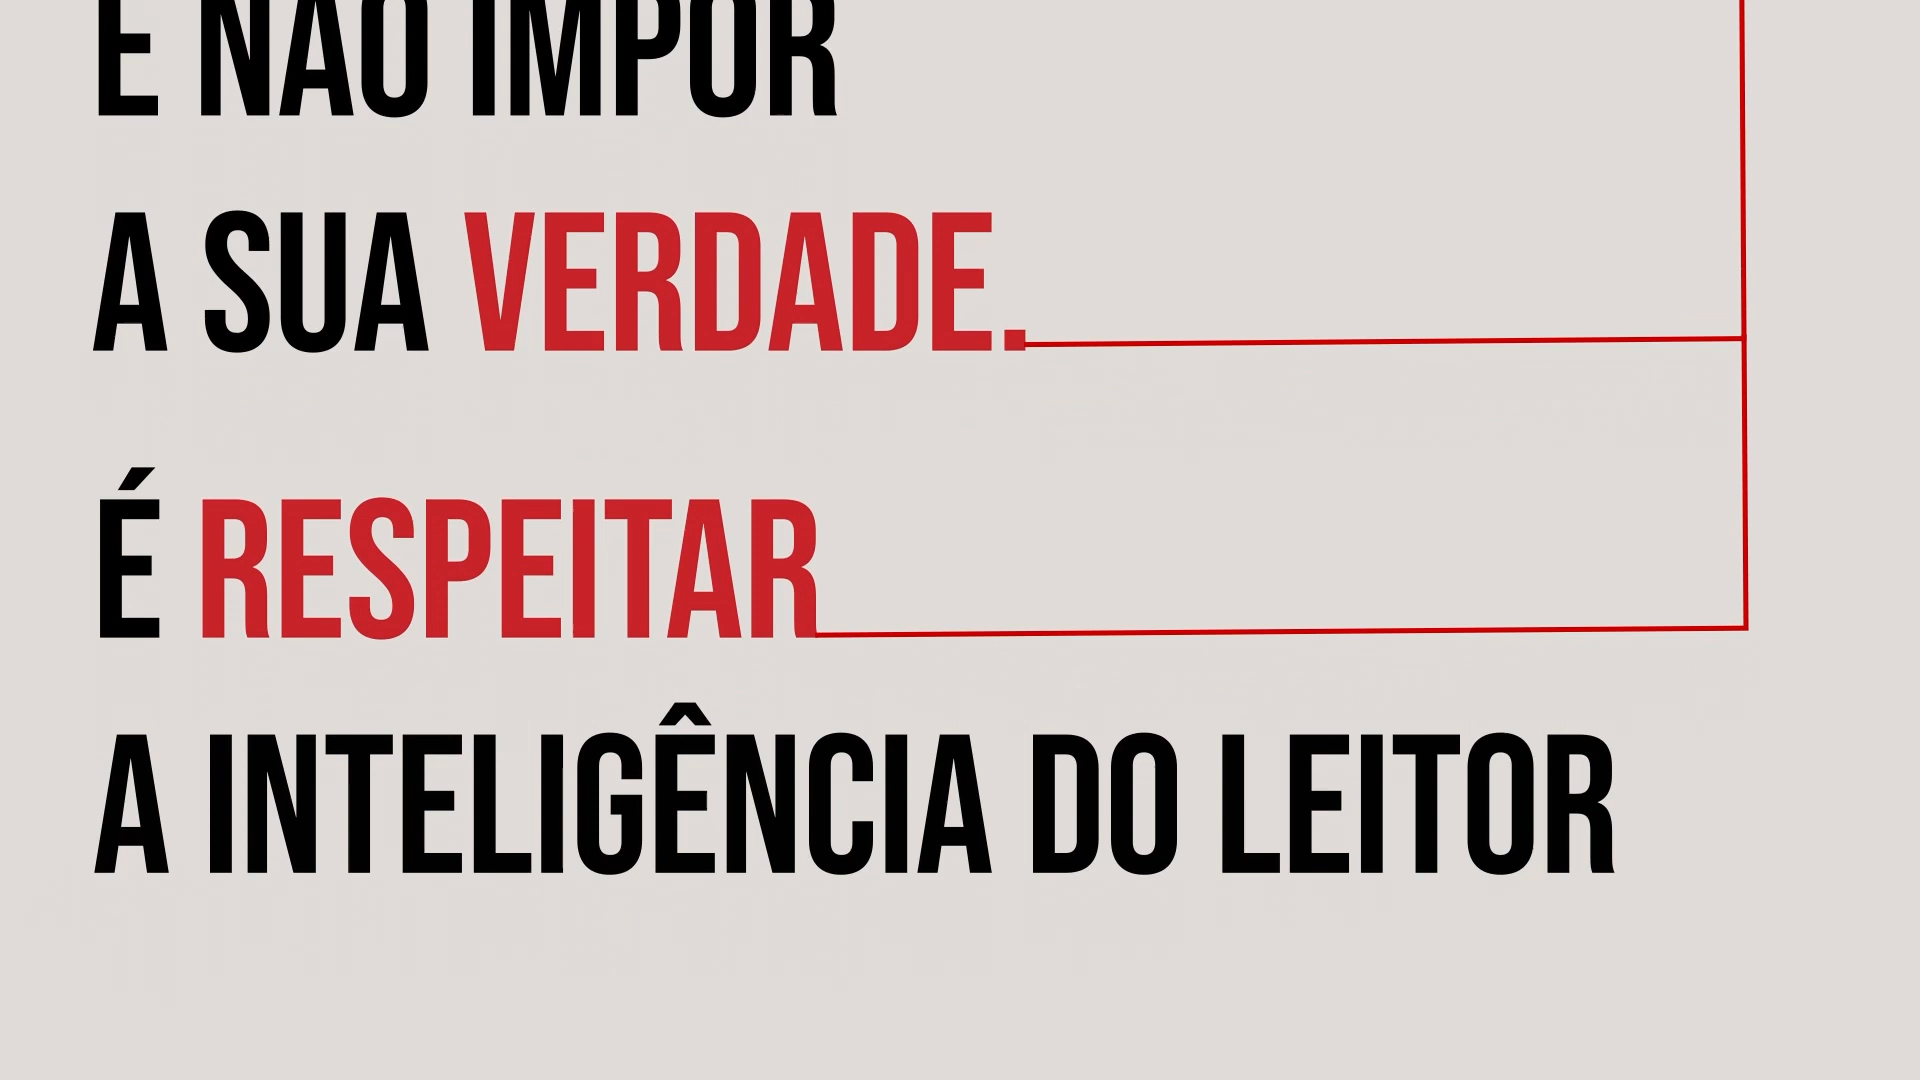 E NÃO IMPOR
A SUA VERDADE.
É RESPEITAR
A INTELIGÊNCIA DO LEITOR